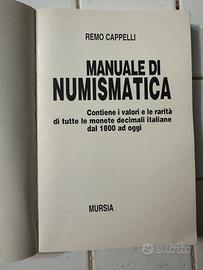 REMO CAPPELLI
MANUALE DI
NUMISMATICA
Contiene i valori e le rarità
di tutte le monete decimali italiane
dal 1800 ad oggi
MURSIA
subito